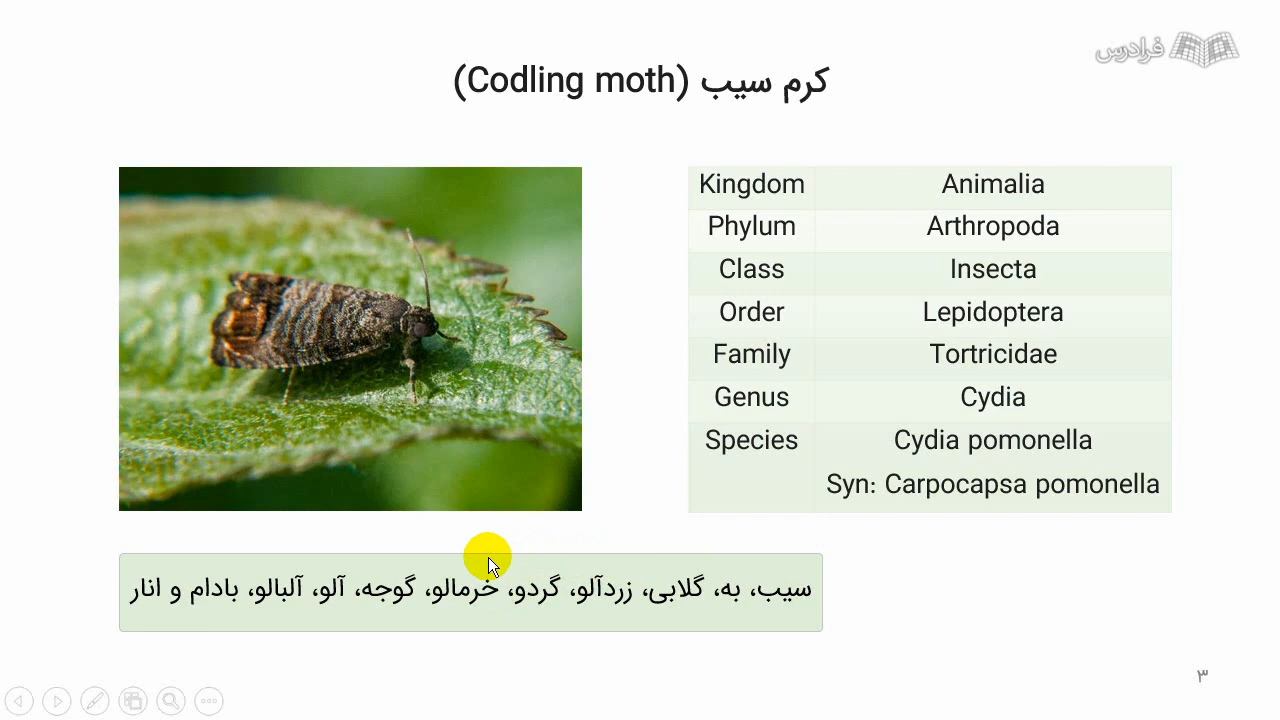 فرادرس
کرم سیب (Codling moth)
Kingdom Animalia
Phylum Arthropoda
Class Insecta
Order Lepidoptera
Family Tortricidae
Genus Cydia
Species Cydia pomonella
Syn: Carpocapsa pomonella
سیب، به، گلابی، زردآلو، گردو، خرمالو، گوجه، آلو، آلبالو، بادام و انار
۳